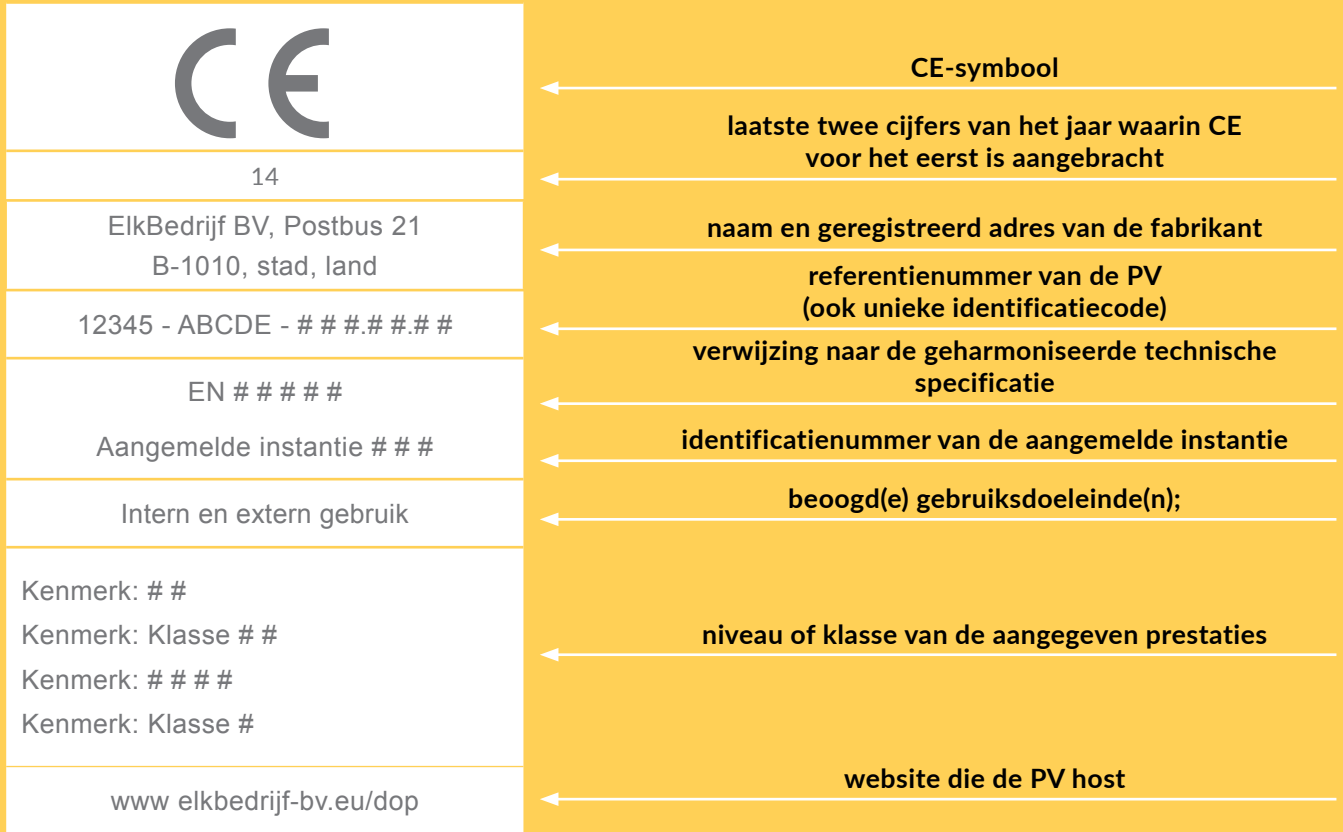 CE
CE-symbool
laatste twee cijfers van het jaar waarin CE
voor het eerst is aangebracht
14
ElkBedrijf BV, Postbus 21
B-1010, stad, land
naam en geregistreerd adres van de fabrikant
referentienummer van de PV
(ook unieke identificatiecode)
12345 - ABCDE - # # #.# #.# #
verwijzing naar de geharmoniseerde technische
specificatie
EN # # # # #
Aangemelde instantie # # #
identificatienummer van de aangemelde instantie
Intern en extern gebruik
beoogd(e) gebruiksdoeleinde(n);
Kenmerk: # #
Kenmerk: Klasse # #
Kenmerk: # # # #
Kenmerk: Klasse #
niveau of klasse van de aangegeven prestaties
www elkbedrijf-bv.eu/dop
website die de PV host